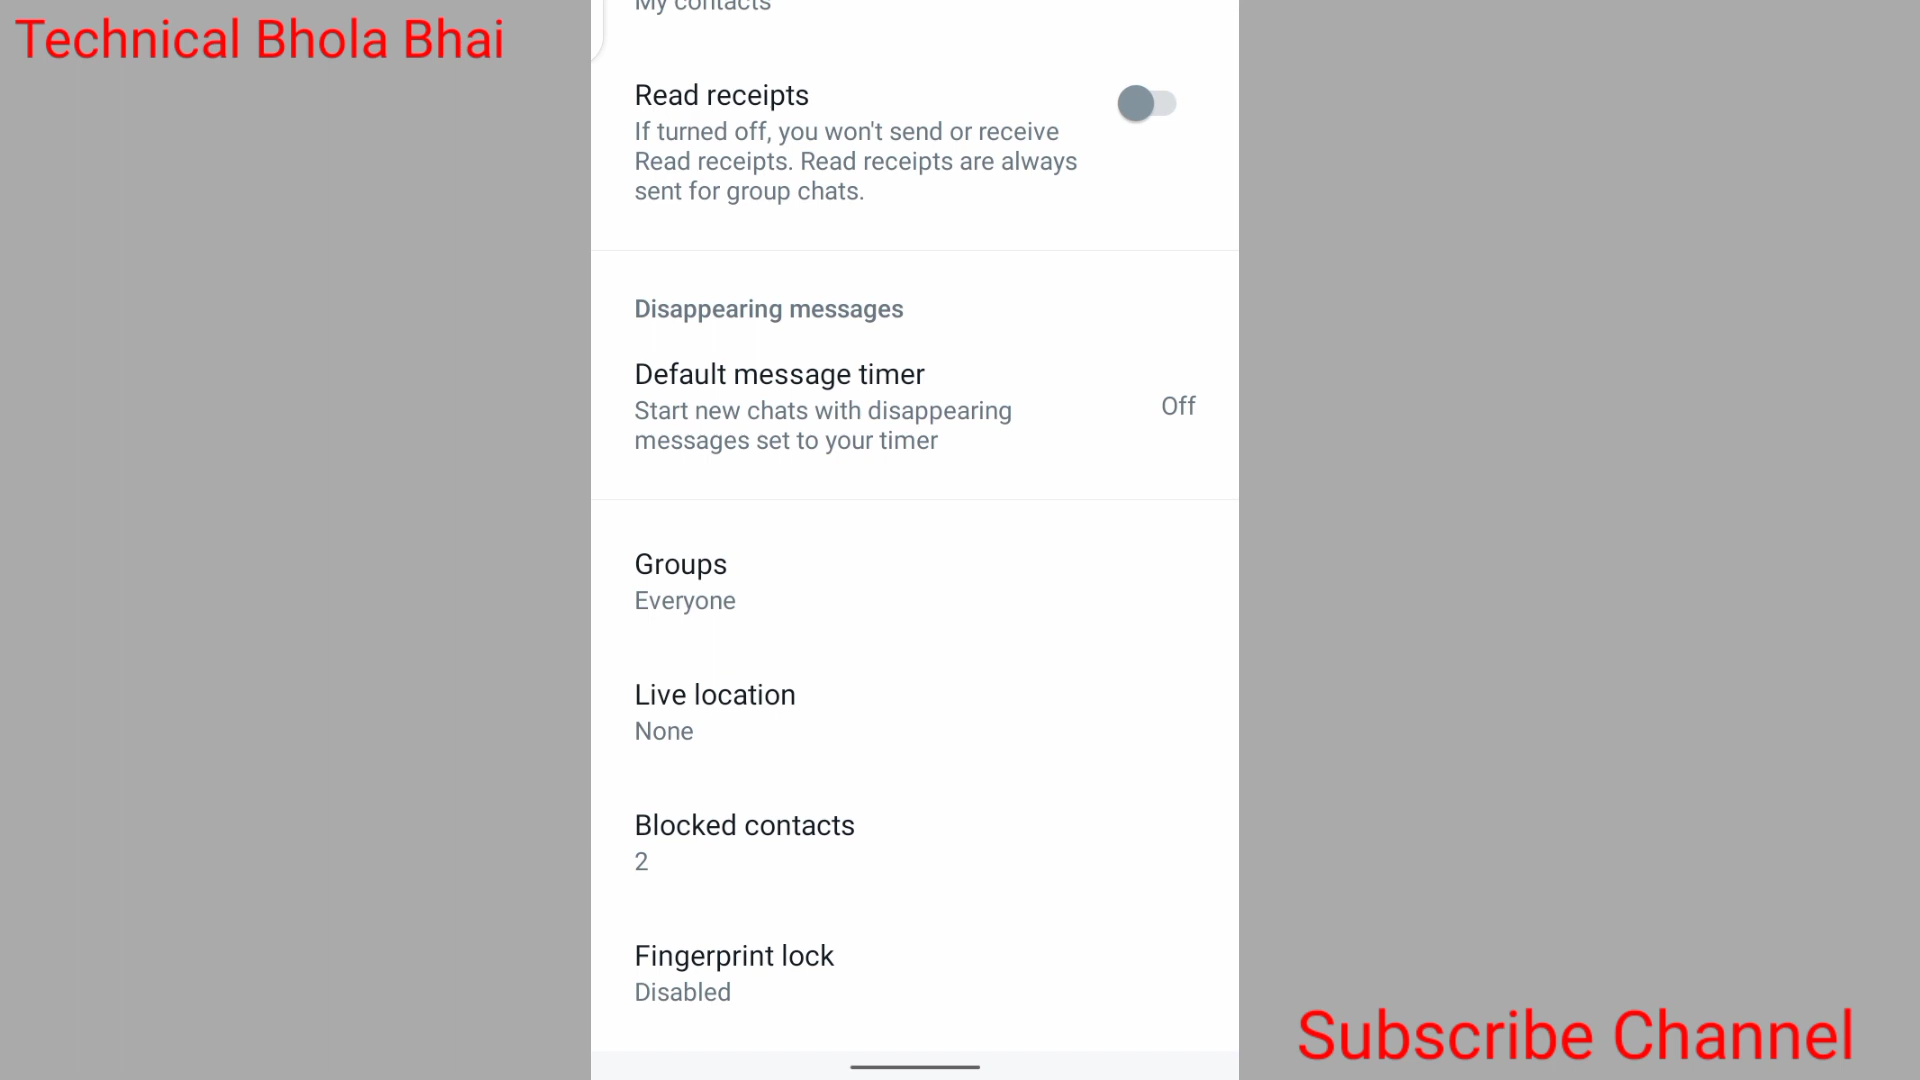 Technical Bhola Bhai
My contacts
Read receipts
If turned off, you won't send or receive
Read receipts. Read receipts are always
sent for group chats.
Disappearing messages
Default message timer
Start new chats with disappearing
messages set to your timer
Off
Groups
Everyone
Live location
None
Blocked contacts
2
Fingerprint lock
Disabled
Subscribe Channel